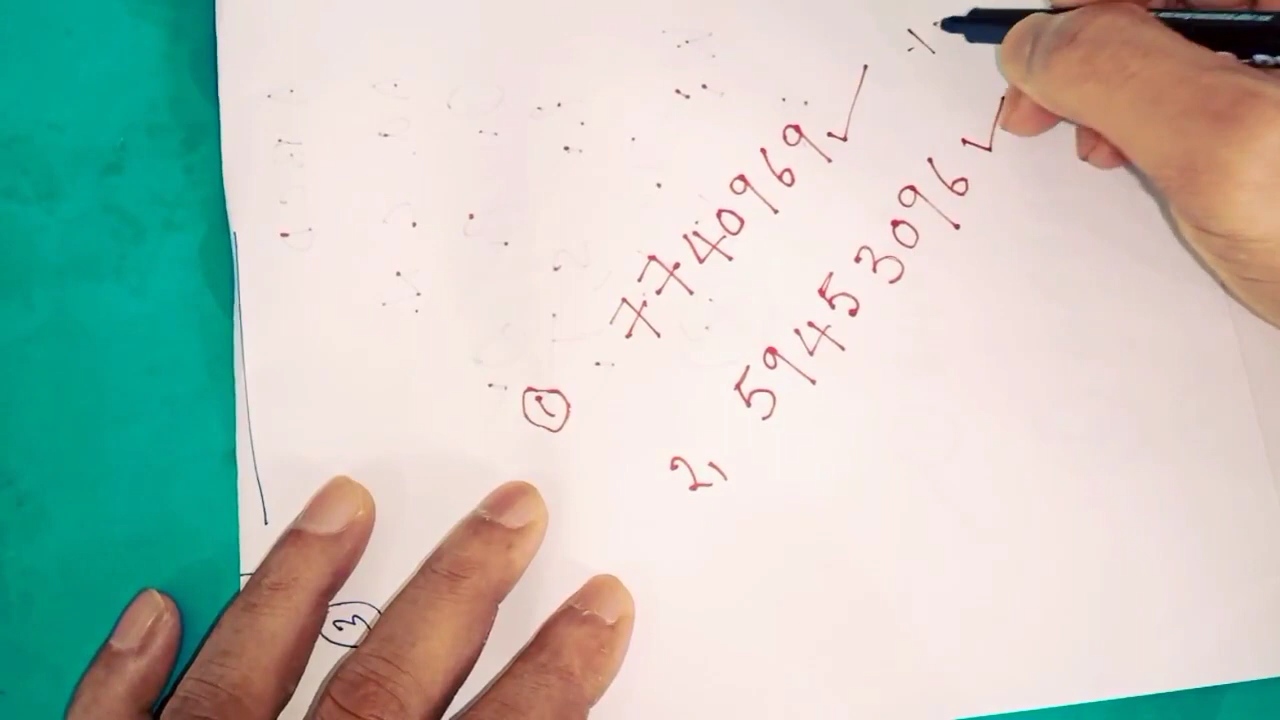 ① 7740969 ✓
2, 59453096 ✓
③